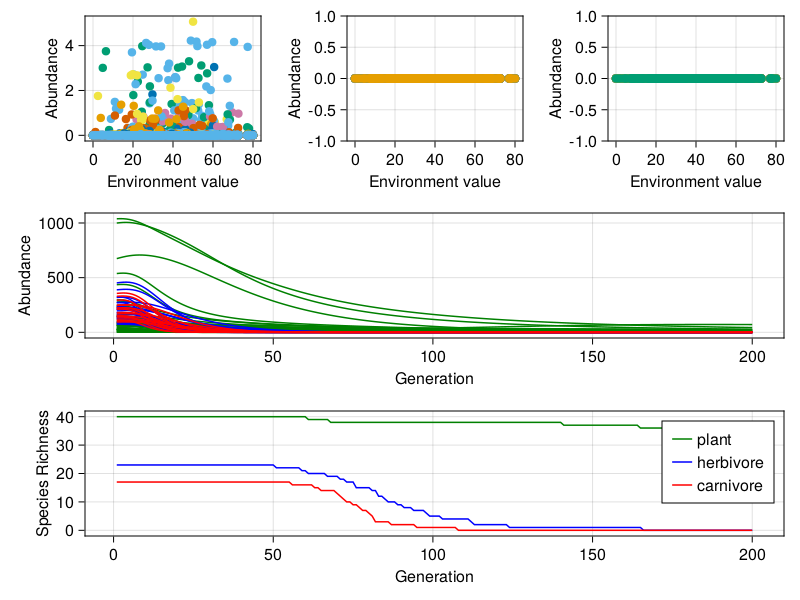 Abundance
4
2
0
0 20 40 60 80
Environment value
Abundance
1.0
0.5
0.0
-0.5
-1.0
0 20 40 60 80
Environment value
Abundance
1.0
0.5
0.0
-0.5
-1.0
0 20 40 60 80
Environment value
Abundance
1000
500
0
0 50 100 150 200
Generation
Species Richness
40
30
20
10
0
plant
herbivore
carnivore
0 50 100 150 200
Generation